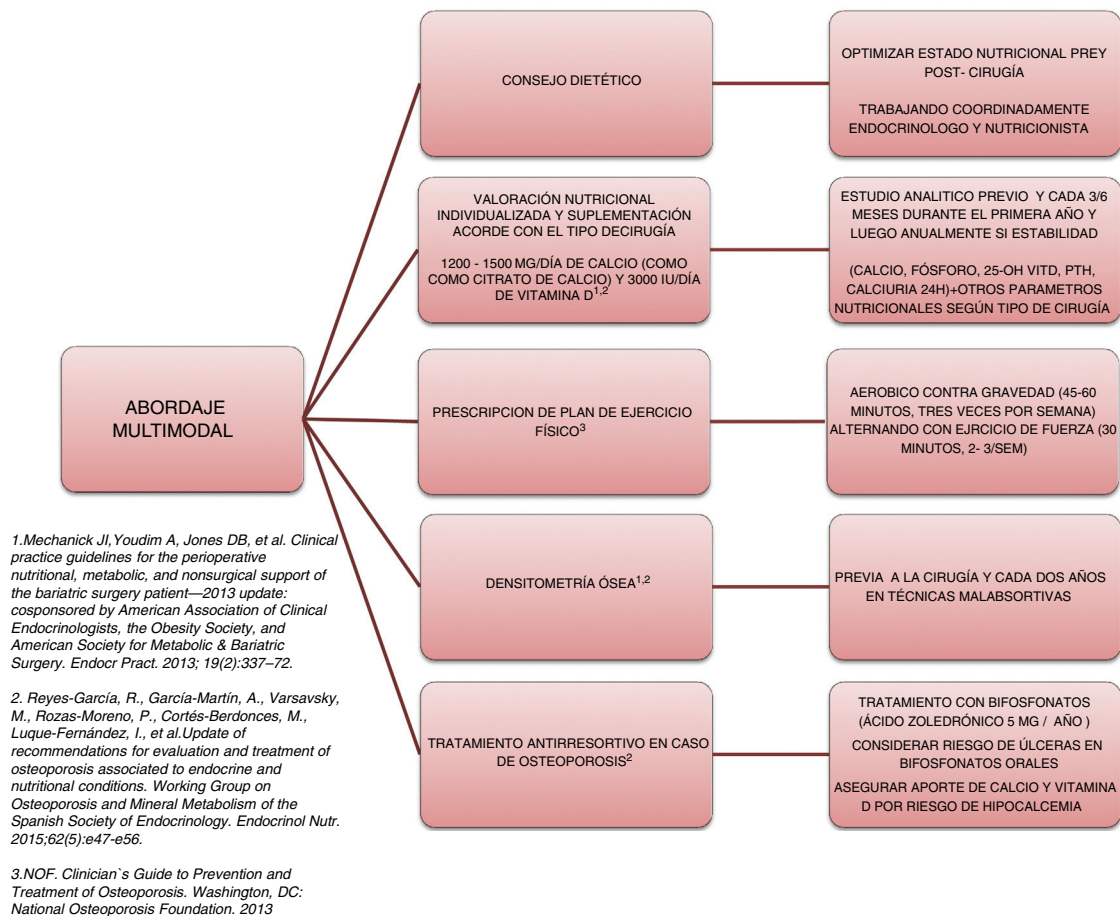 CONSEJO DIETÉTICO
OPTIMIZAR ESTADO NUTRICIONAL PREY
POST- CIRUGÍA
TRABAJANDO COORDINADAMENTE
ENDOCRINOLOGO Y NUTRICIONISTA
VALORACIÓN NUTRICIONAL
INDIVIDUALIZADA Y SUPLEMENTACIÓN
ACORDE CON EL TIPO DECIRUGÍA
1200 - 1500 MG/DÍA DE CALCIO (COMO
COMO CITRATO DE CALCIO) Y 3000 IU/DÍA
DE VITAMINA D1,2
ESTUDIO ANALITICO PREVIO Y CADA 3/6
MESES DURANTE EL PRIMERA AÑO Y
LUEGO ANUALMENTE SI ESTABILIDAD
(CALCIO, FÓSFORO, 25-OH VITD, PTH,
CALCIURIA 24H)+OTROS PARAMETROS
NUTRICIONALES SEGÚN TIPO DE CIRUGÍA
ABORDAJE
MULTIMODAL
PRESCRIPCION DE PLAN DE EJERCICIO
FÍSICO3
AEROBICO CONTRA GRAVEDAD (45-60
MINUTOS, TRES VECES POR SEMANA)
ALTERNANDO CON EJRCICIO DE FUERZA (30
MINUTOS, 2- 3/SEM)
DENSITOMETRÍA ÓSEA1,2
PREVIA A LA CIRUGÍA Y CADA DOS AÑOS
EN TÉCNICAS MALABSORTIVAS
TRATAMIENTO ANTIRRESORTIVO EN CASO
DE OSTEOPOROSIS2
TRATAMIENTO CON BIFOSFONATOS
(ÁCIDO ZOLEDRÓNICO 5 MG / AÑO )
CONSIDERAR RIESGO DE ÚLCERAS EN
BIFOSFONATOS ORALES
ASEGURAR APORTE DE CALCIO Y VITAMINA
D POR RIESGO DE HIPOCALCEMIA
1.Mechanick JI,Youdim A, Jones DB, et al. Clinical
practice guidelines for the perioperative
nutritional, metabolic, and nonsurgical support of
the bariatric surgery patient—2013 update:
cosponsored by American Association of Clinical
Endocrinologists, the Obesity Society, and
American Society for Metabolic & Bariatric
Surgery. Endocr Pract. 2013; 19(2):337–72.
2. Reyes-García, R., García-Martín, A., Varsavsky,
M., Rozas-Moreno, P., Cortés-Berdonces, M.,
Luque-Fernández, I., et al.Update of
recommendations for evaluation and treatment of
osteoporosis associated to endocrine and
nutritional conditions. Working Group on
Osteoporosis and Mineral Metabolism of the
Spanish Society of Endocrinology. Endocrinol Nutr.
2015;62(5):e47-e56.
3.NOF. Clinician`s Guide to Prevention and
Treatment of Osteoporosis. Washington, DC:
National Osteoporosis Foundation. 2013